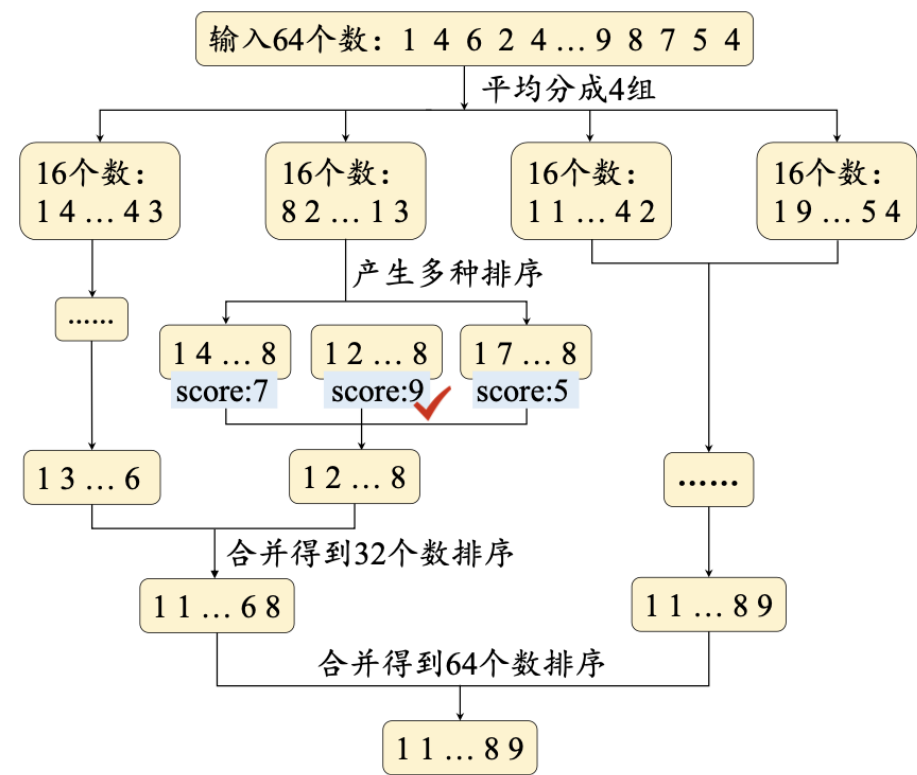 输入64个数：1 4 6 2 4 … 9 8 7 5 4
平均分成4组
16个数：
1 4 … 4 3
16个数：
8 2 … 1 3
16个数：
1 1 … 4 2
16个数：
1 9 … 5 4
产生多种排序
……
1 4 … 8
score:7
1 2 … 8
score:9
1 7 … 8
score:5
1 3 … 6
1 2 … 8
……
合并得到32个数排序
1 1 … 6 8
1 1 … 8 9
合并得到64个数排序
1 1 … 8 9